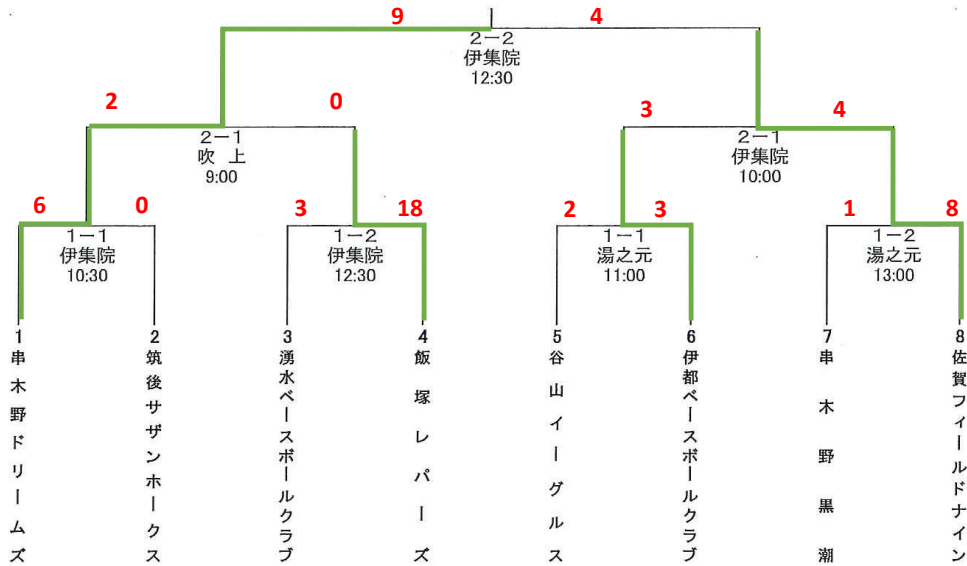 9
4
2-2
伊集院
12:30
2
0
3
4
2-1
吹 上
9:00
2-1
伊集院
10:00
6
0
3
18
2
3
1
8
1-1
伊集院
10:30
1-2
伊集院
12:30
1-1
湯之元
11:00
1-2
湯之元
13:00
1
串木野ドリームズ
2
筑後サザンホークス
3
湧水ベースボールクラブ
4
飯塚レパーズ
5
谷山イーグルス
6
伊都ベースボールクラブ
7
串木野黒潮
8
佐賀フィールドナイン